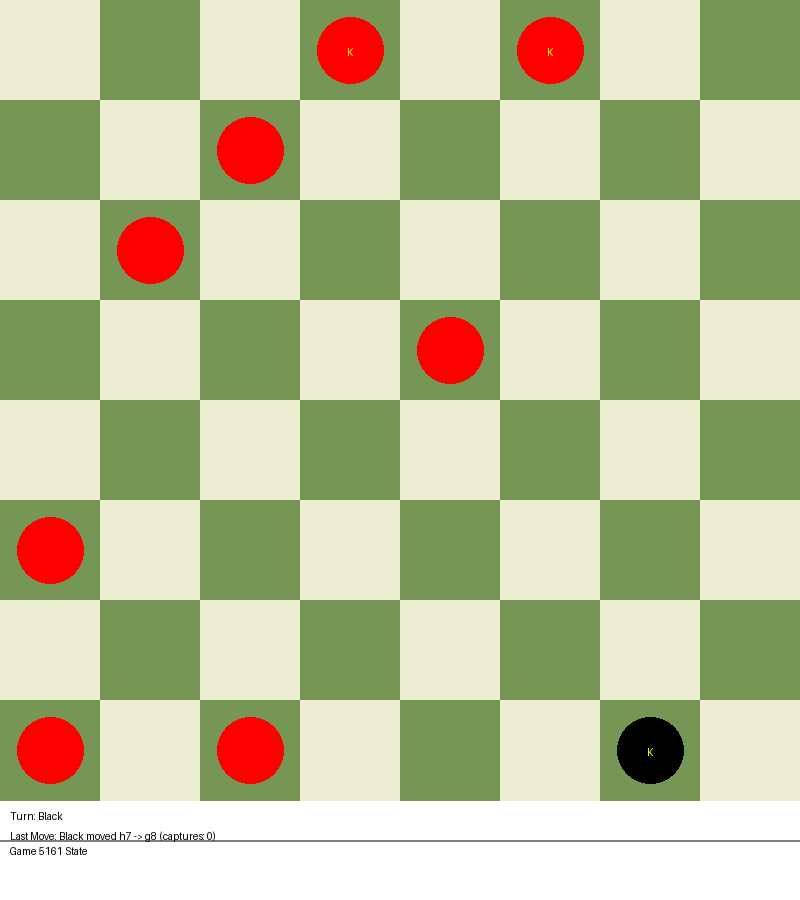 K K
K
Turn: Black
Last Move: Black moved h7 -> g8 (captures: 0)
Game 5161 State